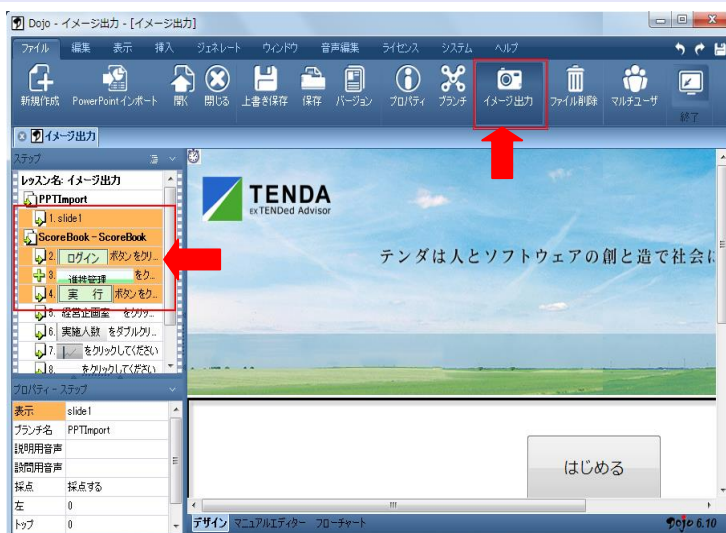 Dojo - イメージ出力 - [イメージ出力]
ファイル 編集 表示 挿入 ジェネレート ウィンドウ 音声編集 ライセンス システム ヘルプ
新規作成 PowerPointインポート 開く 閉じる 上書き保存 保存 バージョン プロパティ ブランチ イメージ出力 ファイル削除 マルチユーザ 終了
イメージ出力
ステップ
レッスン名: イメージ出力
PPTImport
1. slide1
ScoreBook - ScoreBook
2. ログイン ボタンをクリ...
3. 進捗管理 をク...
4. 実 行 ボタンをク...
5. 経営企画室 をクリッ...
6. 実施人数 をダブルクリ...
7. をクリックしてください
8. をクリックしてください
TENDA
exTENDed Advisor
テンダは人とソフトウェアの創と造で社会に
はじめる
プロパティ - ステップ
表示 slide1
ブランチ名 PPTImport
説明用音声
設問用音声
採点 採点する
左 0
トップ 0
デザイン マニュアルエディター フローチャート
Dojo 6.10